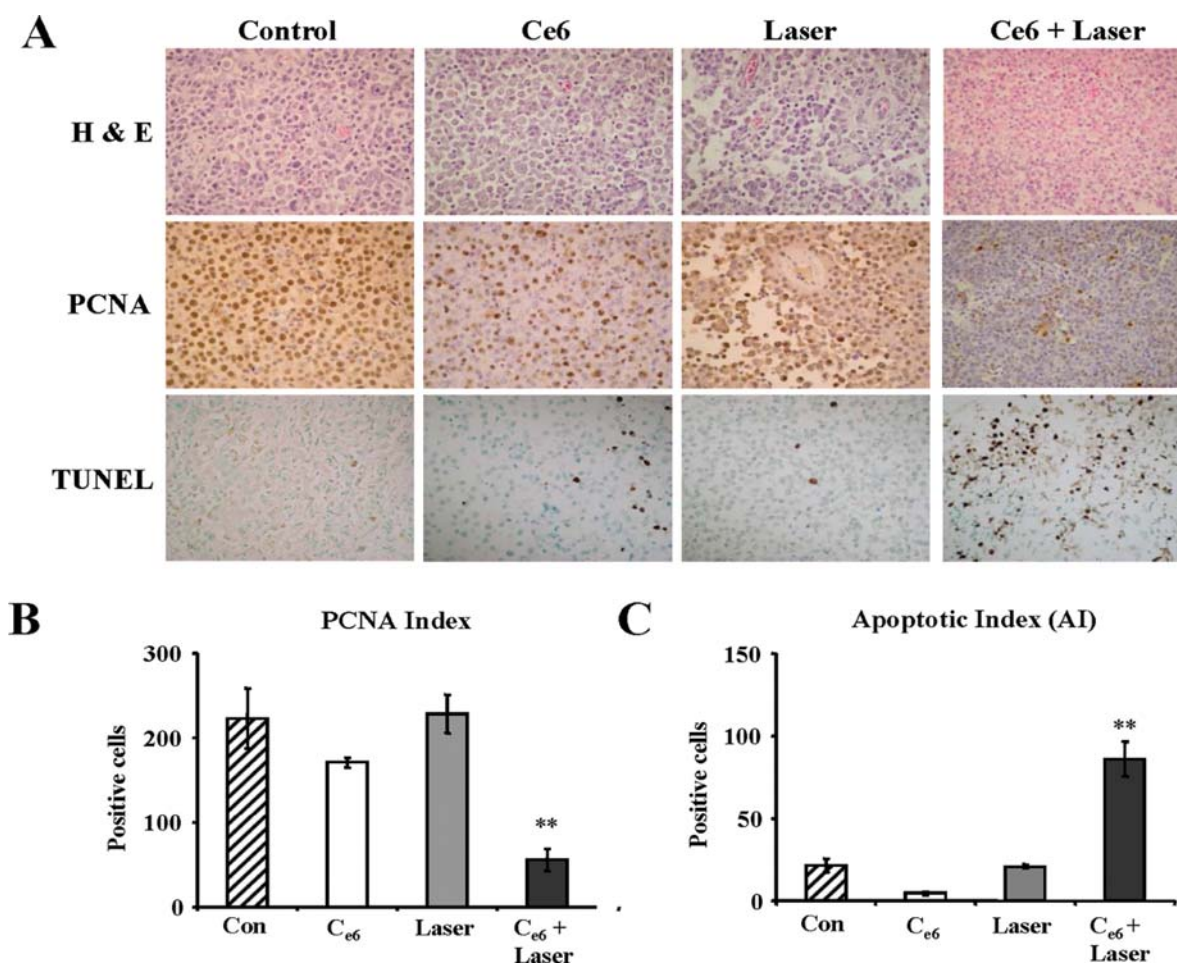 A
Control Ce6 Laser Ce6 + Laser
H & E
PCNA
TUNEL
B
PCNA Index
300
200
100
0
Positive cells
**
Con Ce6 Laser Ce6 +
Laser
C
Apoptotic Index (AI)
150
100
50
0
Positive cells
**
Con Ce6 Laser Ce6 +
Laser